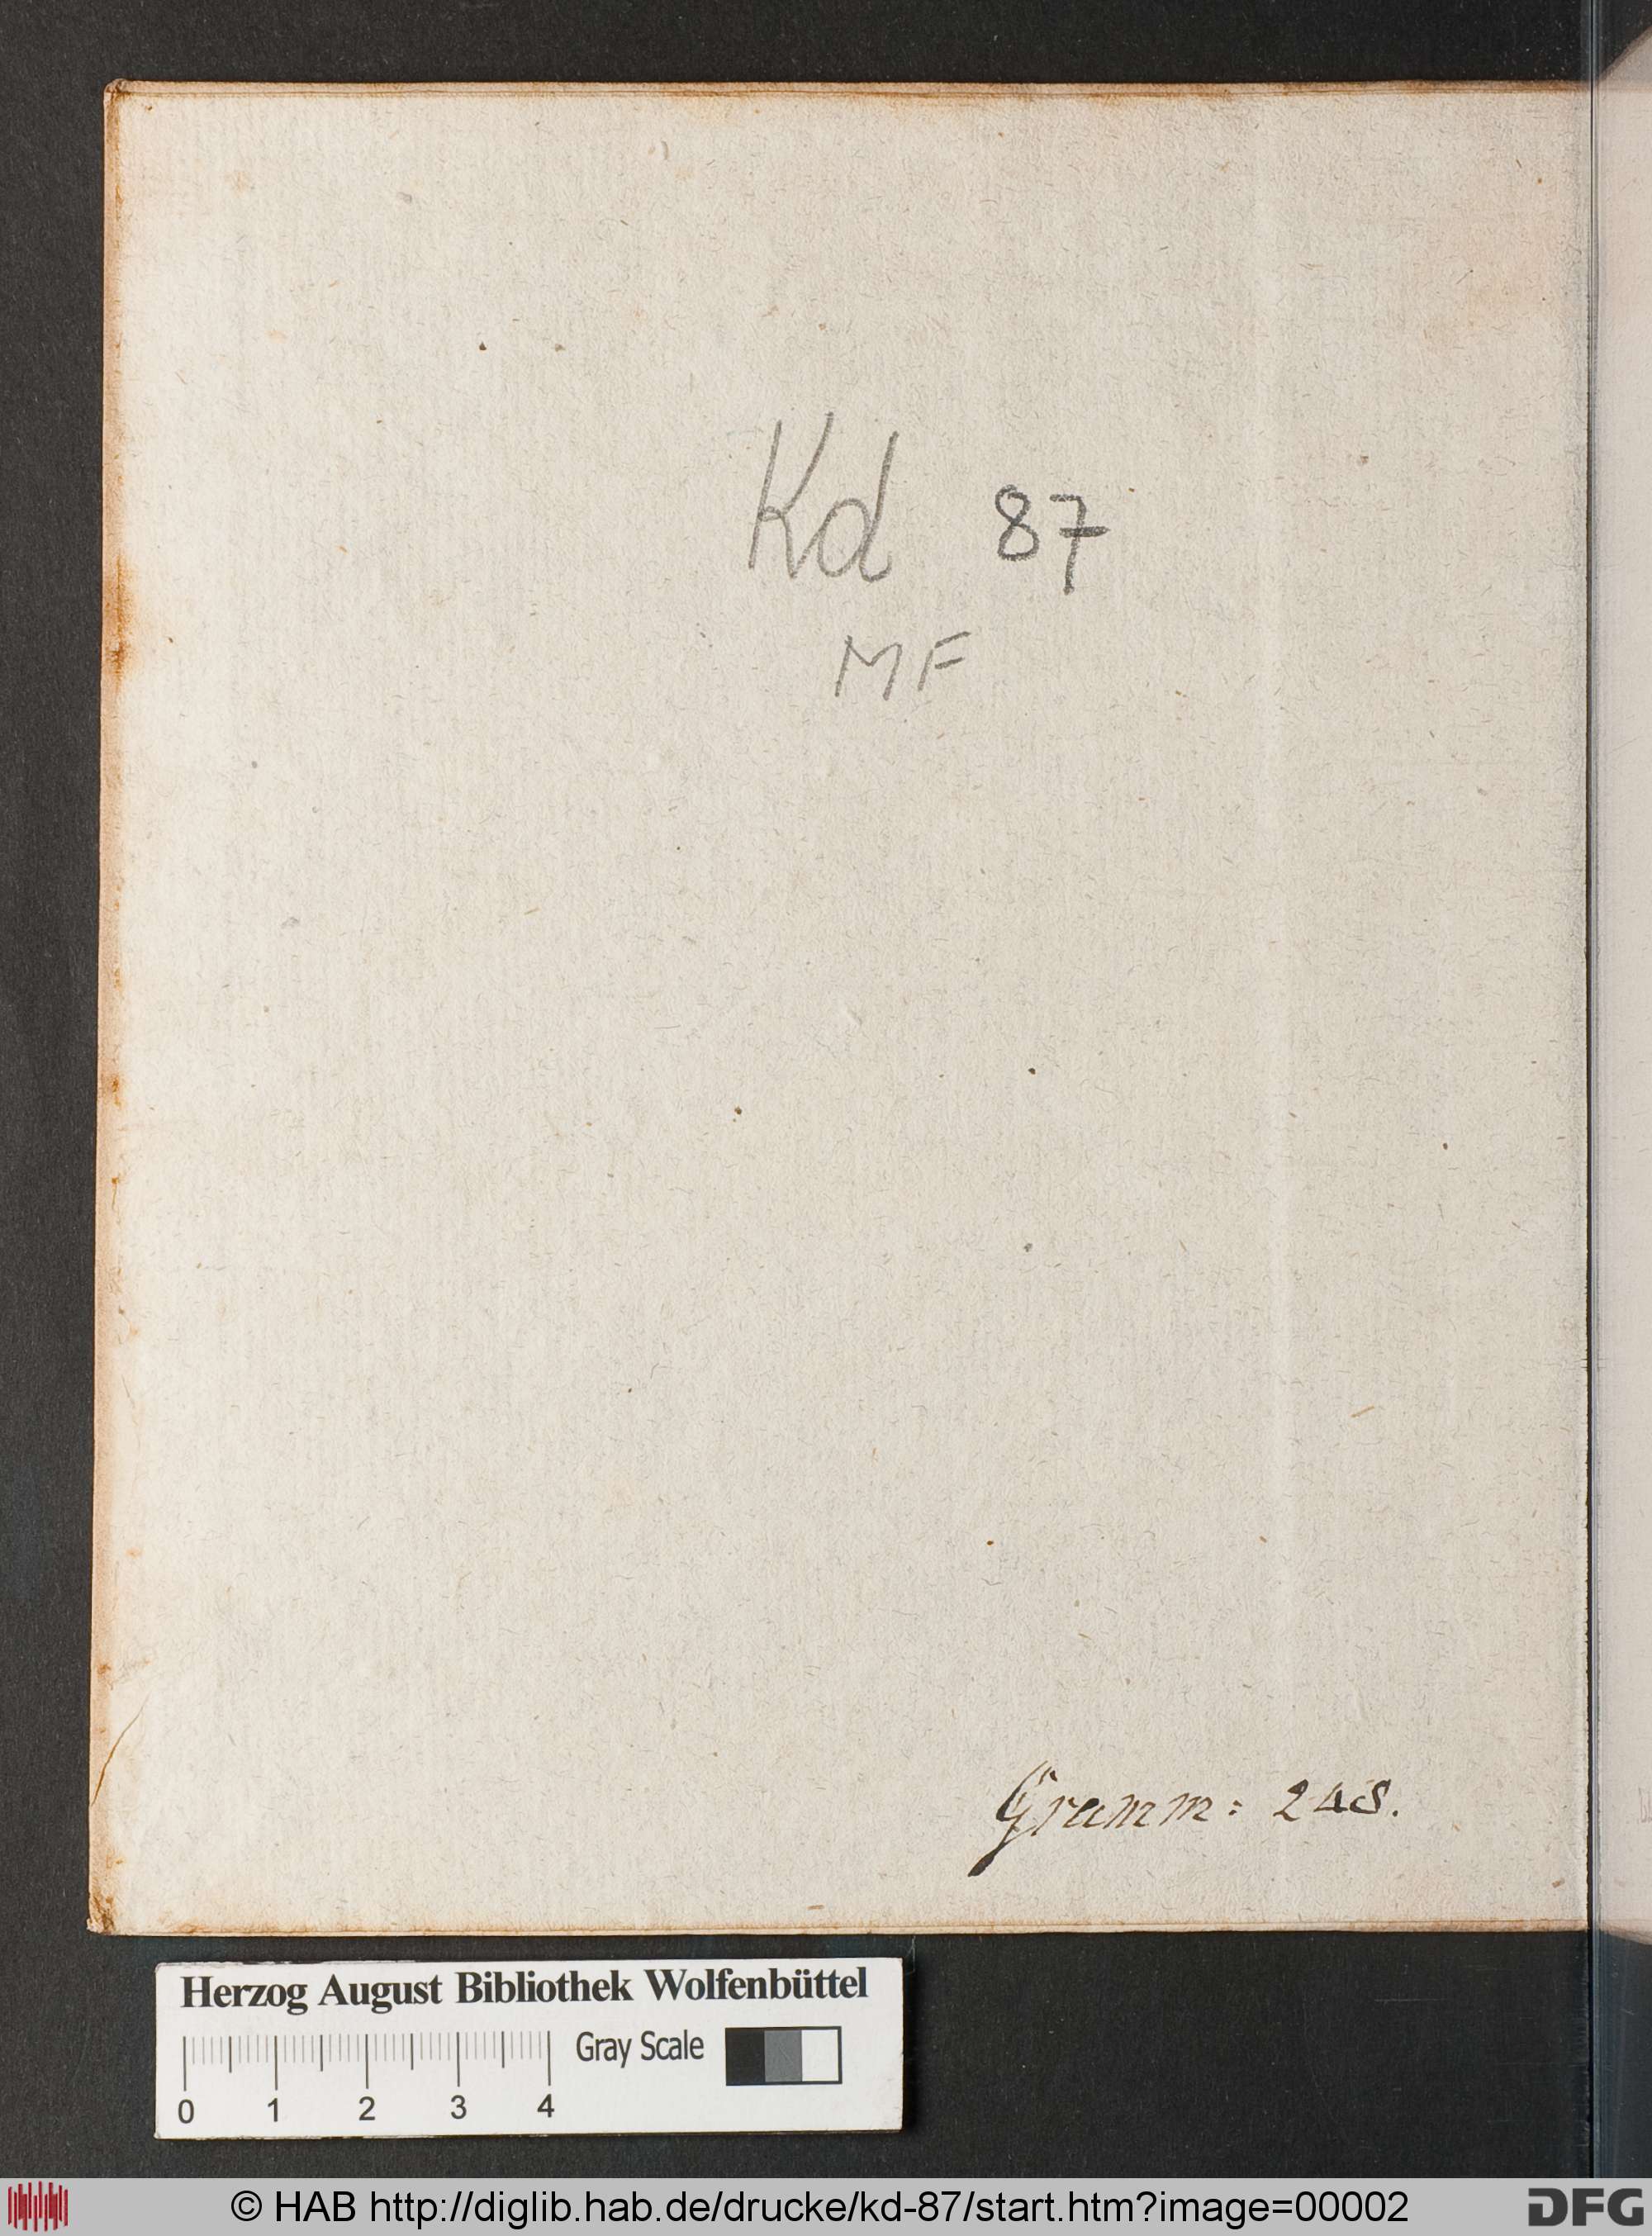 Kd 87
MF
Gramm: 248.
Herzog August Bibliothek Wolfenbüttel
Gray Scale
0 1 2 3 4
© HAB http://diglib.hab.de/drucke/kd-87/start.htm?image=00002
DFG